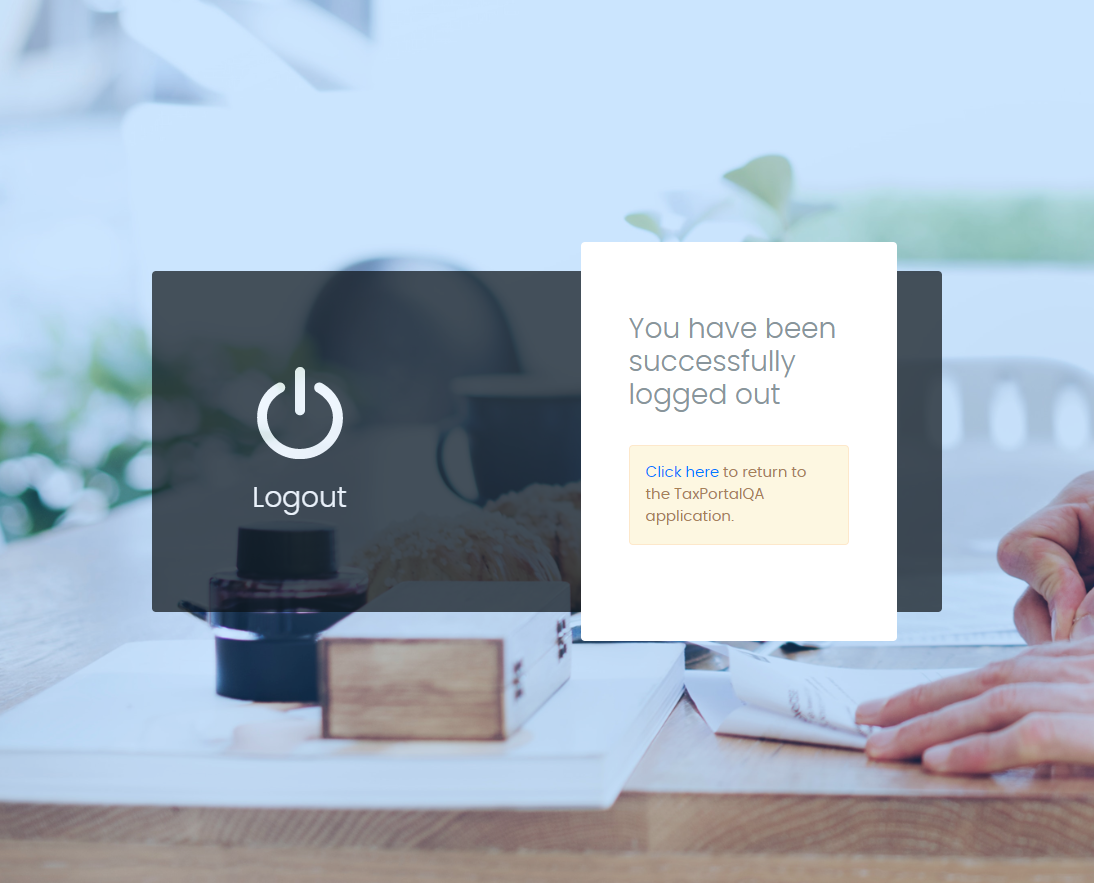 Logout
You have been
successfully
logged out
Click here to return to
the TaxPortalQA
application.